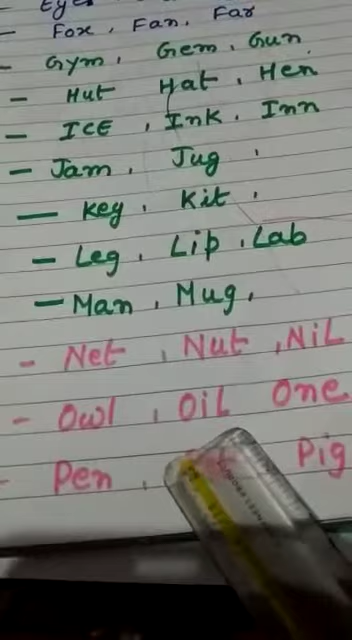 - Fox, Fan, Far
- Gym, Gem, Gun
- Hut Hat, Hen
- ICE, Ink, Inn
- Jam, Jug,
- Key, Kit,
- Leg, Lip, Lab
- Man, Mug,
- Net, Nut, NiL
- Owl, OiL One
- Pen, Pig